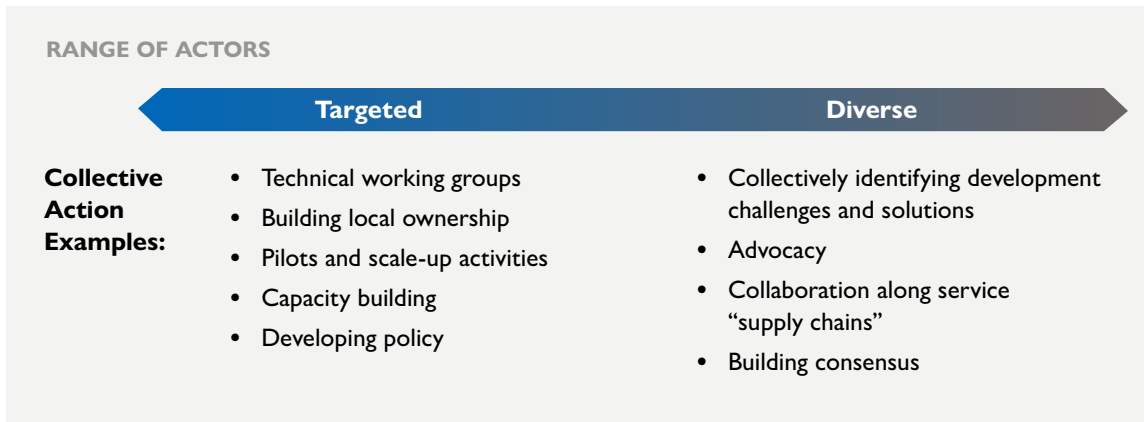 RANGE OF ACTORS
Targeted
Diverse
Collective
Action
Examples:
• Technical working groups
• Building local ownership
• Pilots and scale-up activities
• Capacity building
• Developing policy
• Collectively identifying development
challenges and solutions
• Advocacy
• Collaboration along service
“supply chains”
• Building consensus